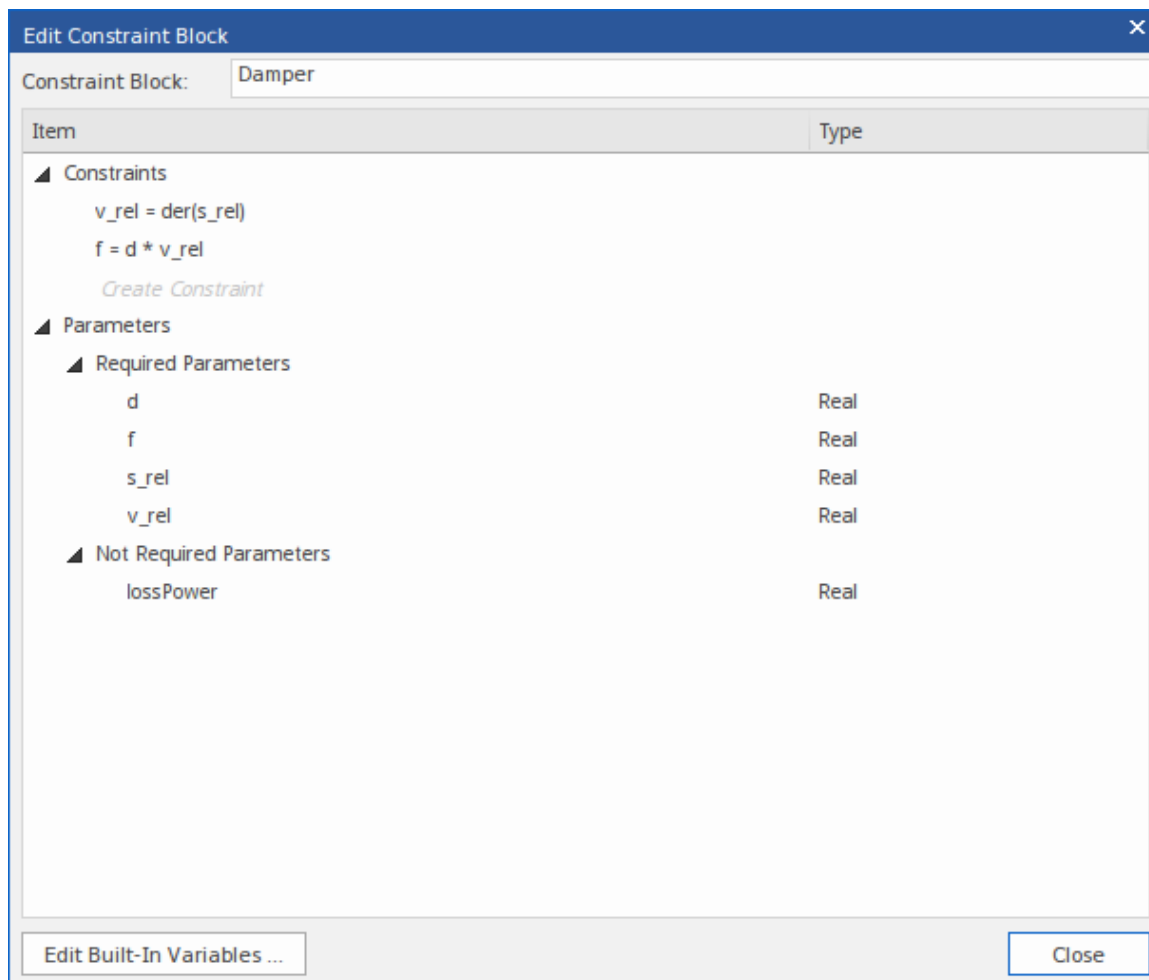 Edit Constraint Block
Constraint Block: Damper
Item Type
Constraints
v_rel = der(s_rel)
f = d * v_rel
Create Constraint
Parameters
Required Parameters
d Real
f Real
s_rel Real
v_rel Real
Not Required Parameters
lossPower Real
Edit Built-In Variables ... Close